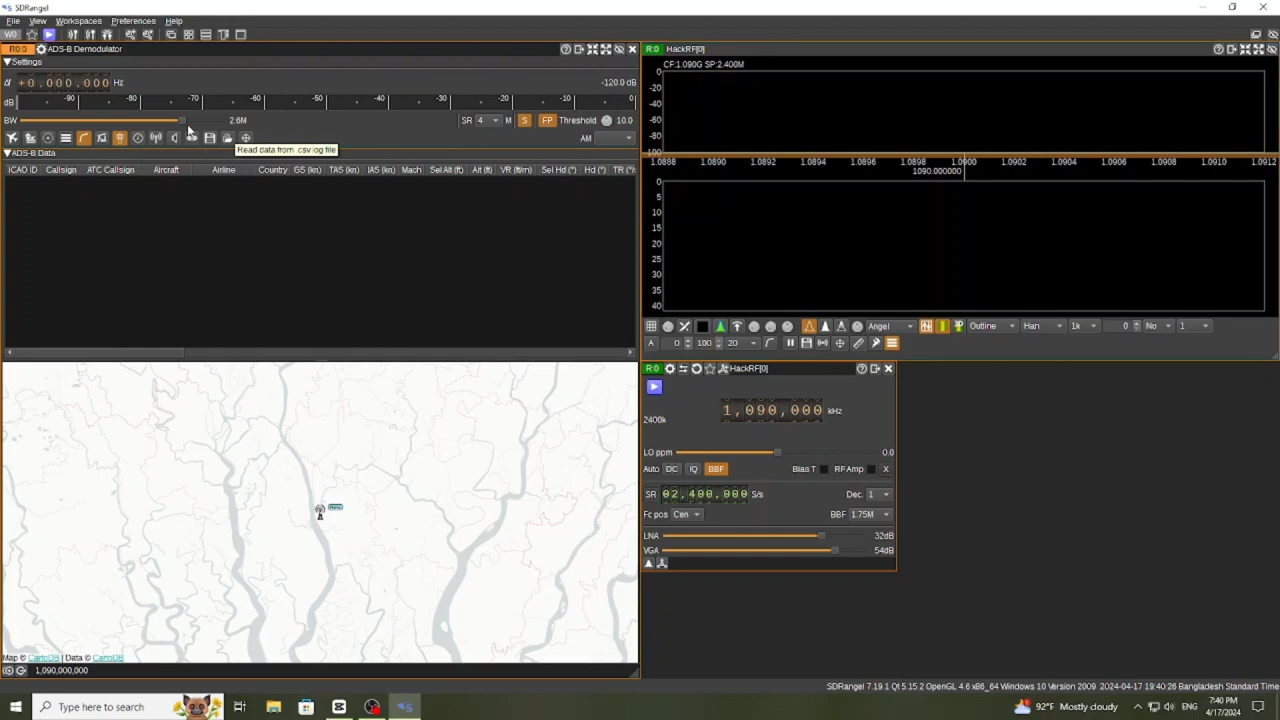 SDRangel
File View Workspaces Preferences Help
W0
R0:0 ADS-B Demodulator
Settings
Δf +0,000,000 Hz -120.0 dB
dB -90 -80 -70 -60 -50 -40 -30 -20 -10 0
BW 2.6M SR 4 M S FP Threshold 10.0
AM
Read data from .csv log file
ADS-B Data
ICAO ID Callsign ATC Callsign Aircraft Airline Country GS (kn) TAS (kn) IAS (kn) Mach Sel Alt (ft) Alt (ft) VR (ft/m) Sel Hd (°) Hd (°) TR (°/s
Home
Map © CartoDB | Data © CartoDB
1,090,000,000
R:0 HackRF[0]
CF:1.090G SP:2.400M
0
-20
-40
-60
-80
-100
1.0888 1.0890 1.0892 1.0894 1.0896 1.0898 1.0900 1.0902 1.0904 1.0906 1.0908 1.0910 1.0912
1090.000000
0
5
10
15
20
25
30
35
40
Angel 3D Outline Han 1k 0 No 1
A 0 100 20
R:0 HackRF[0]
1,090,000 kHz
2400k
LO ppm 0.0
Auto DC IQ BBF Bias T RF Amp X
SR 02,400,000 S/s Dec. 1
Fc pos Cen BBF 1.75M
LNA 32dB
VGA 54dB
SDRangel 7.19.1 Qt 5.15.2 OpenGL 4.6 x86_64 Windows 10 Version 2009 2024-04-17 19:40:26 Bangladesh Standard Time
Type here to search
92°F Mostly cloudy
ENG
7:40 PM
4/17/2024